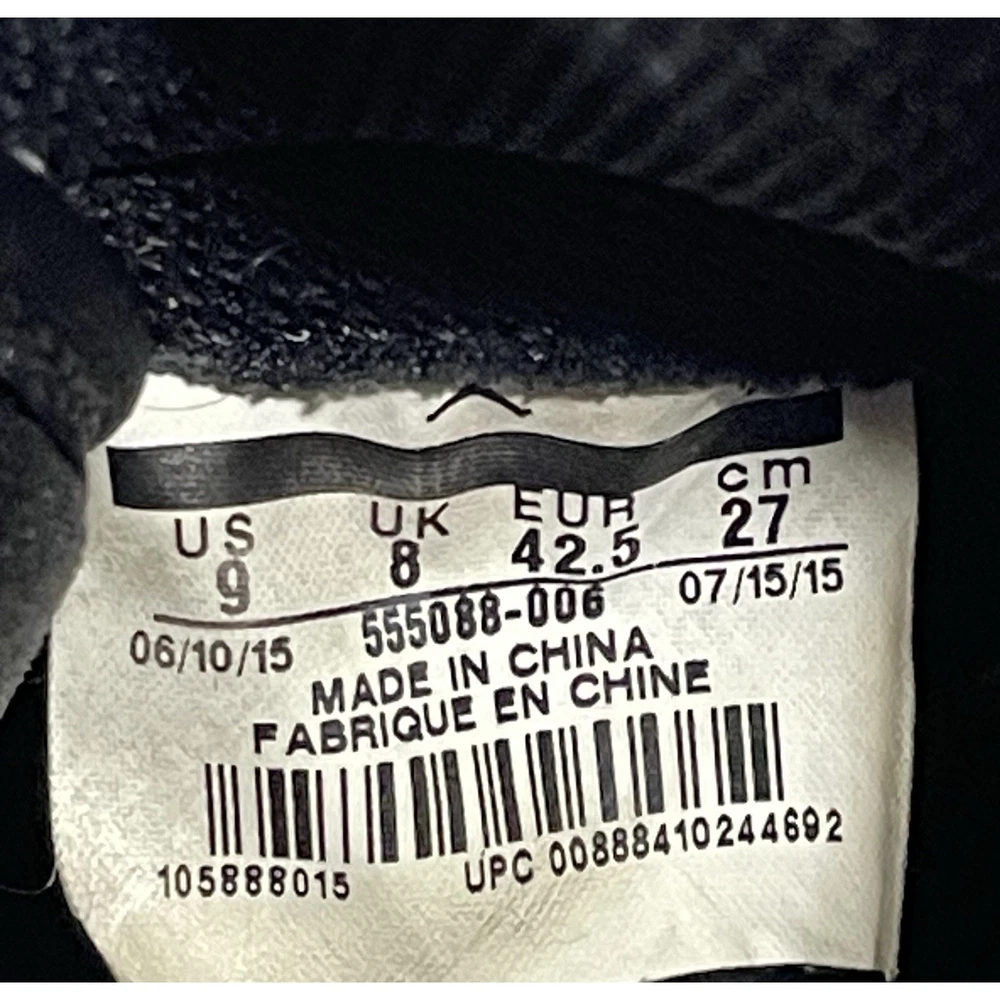 US UK EUR cm
9 8 42.5 27
06/10/15 555088-006 07/15/15
MADE IN CHINA
FABRIQUE EN CHINE
105888015 UPC 00888410244692